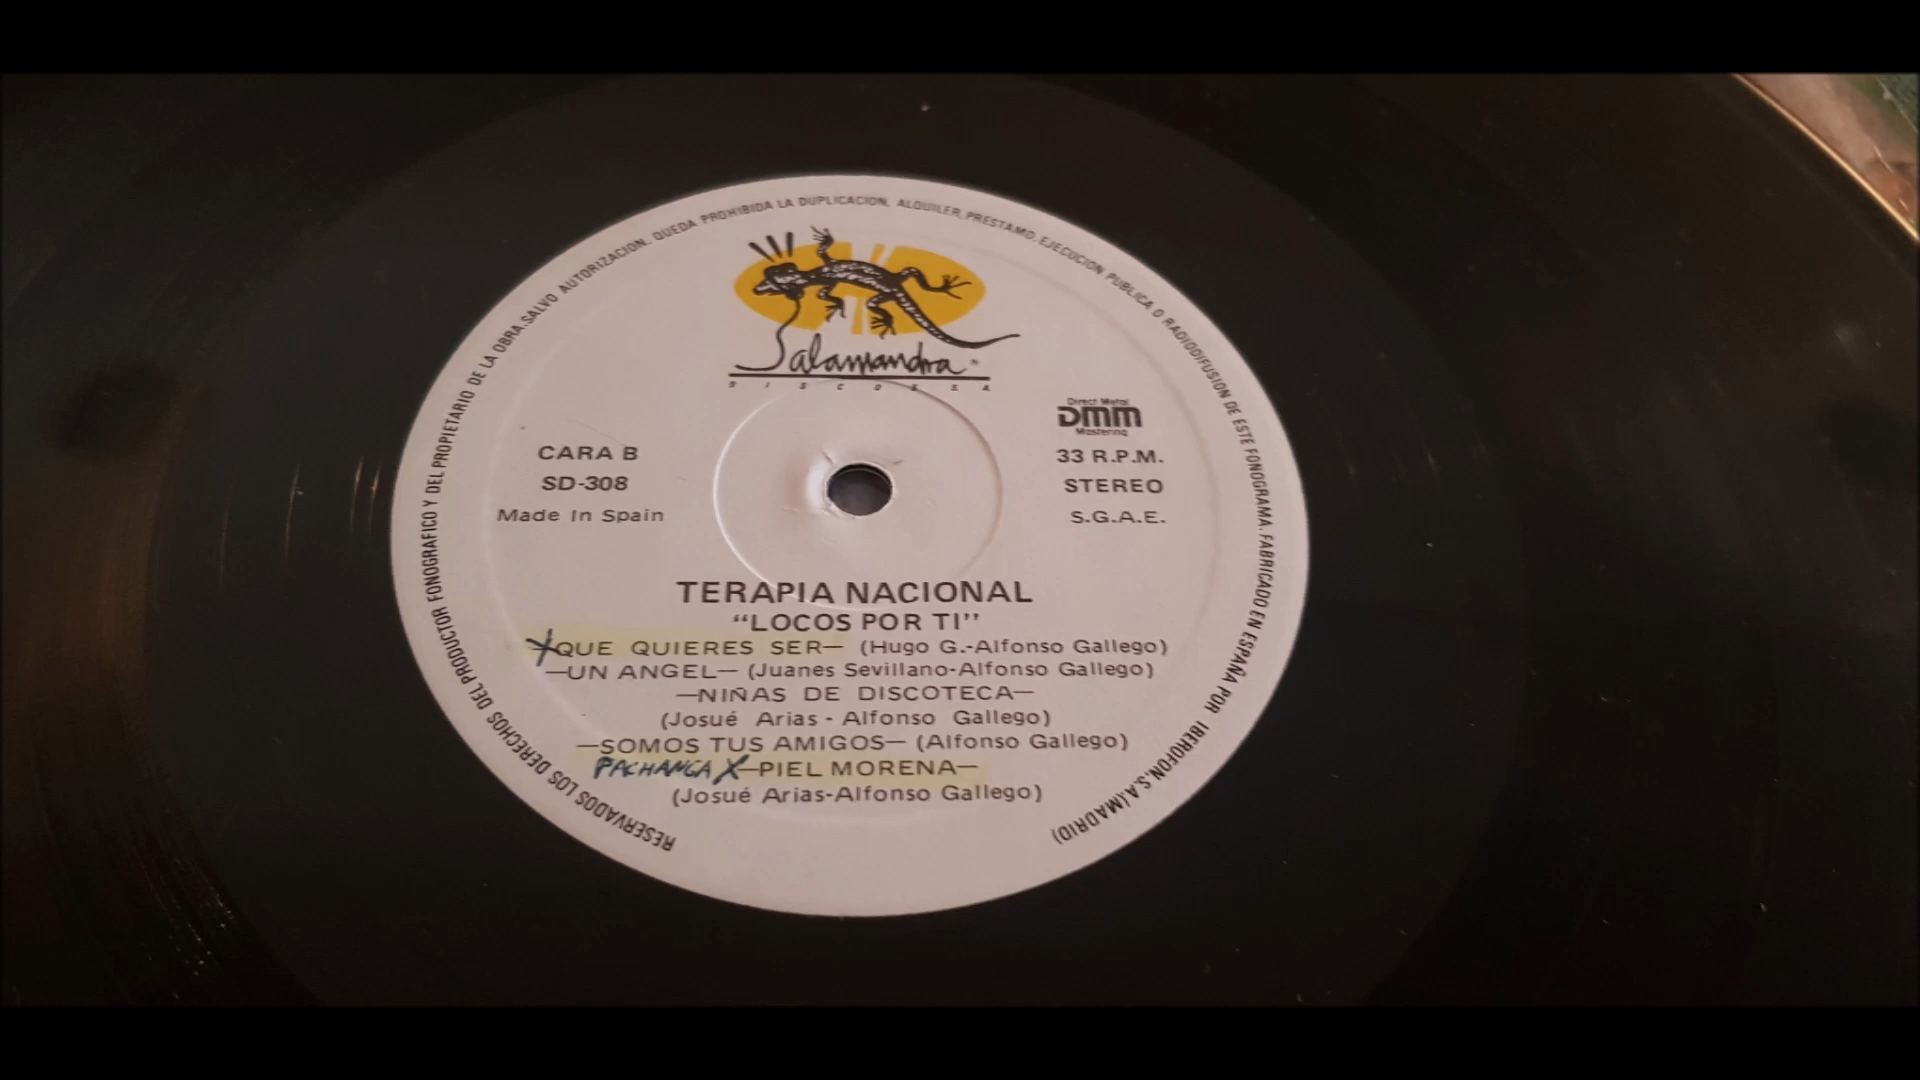 RESERVADOS LOS DERECHOS DEL PRODUCTOR FONOGRAFICO Y DEL PROPIETARIO DE LA OBRA. SALVO AUTORIZACION, QUEDA PROHIBIDA LA DUPLICACION, ALQUILER, PRESTAMO, EJECUCION PUBLICA O RADIODIFUSION DE ESTE FONOGRAMA. FABRICADO EN ESPAÑA POR IBEROFON, S.A. (MADRID)
Salamandra
DISCOS S.A.
Direct Metal
DMM
Mastering
CARA B
33 R.P.M.
SD-308
STEREO
Made In Spain
S.G.A.E.
TERAPIA NACIONAL
“LOCOS POR TI”
X QUE QUIERES SER— (Hugo G.-Alfonso Gallego)
—UN ANGEL— (Juanes Sevillano-Alfonso Gallego)
—NIÑAS DE DISCOTECA—
(Josué Arias - Alfonso Gallego)
—SOMOS TUS AMIGOS— (Alfonso Gallego)
PACHANGA X —PIEL MORENA—
(Josué Arias-Alfonso Gallego)